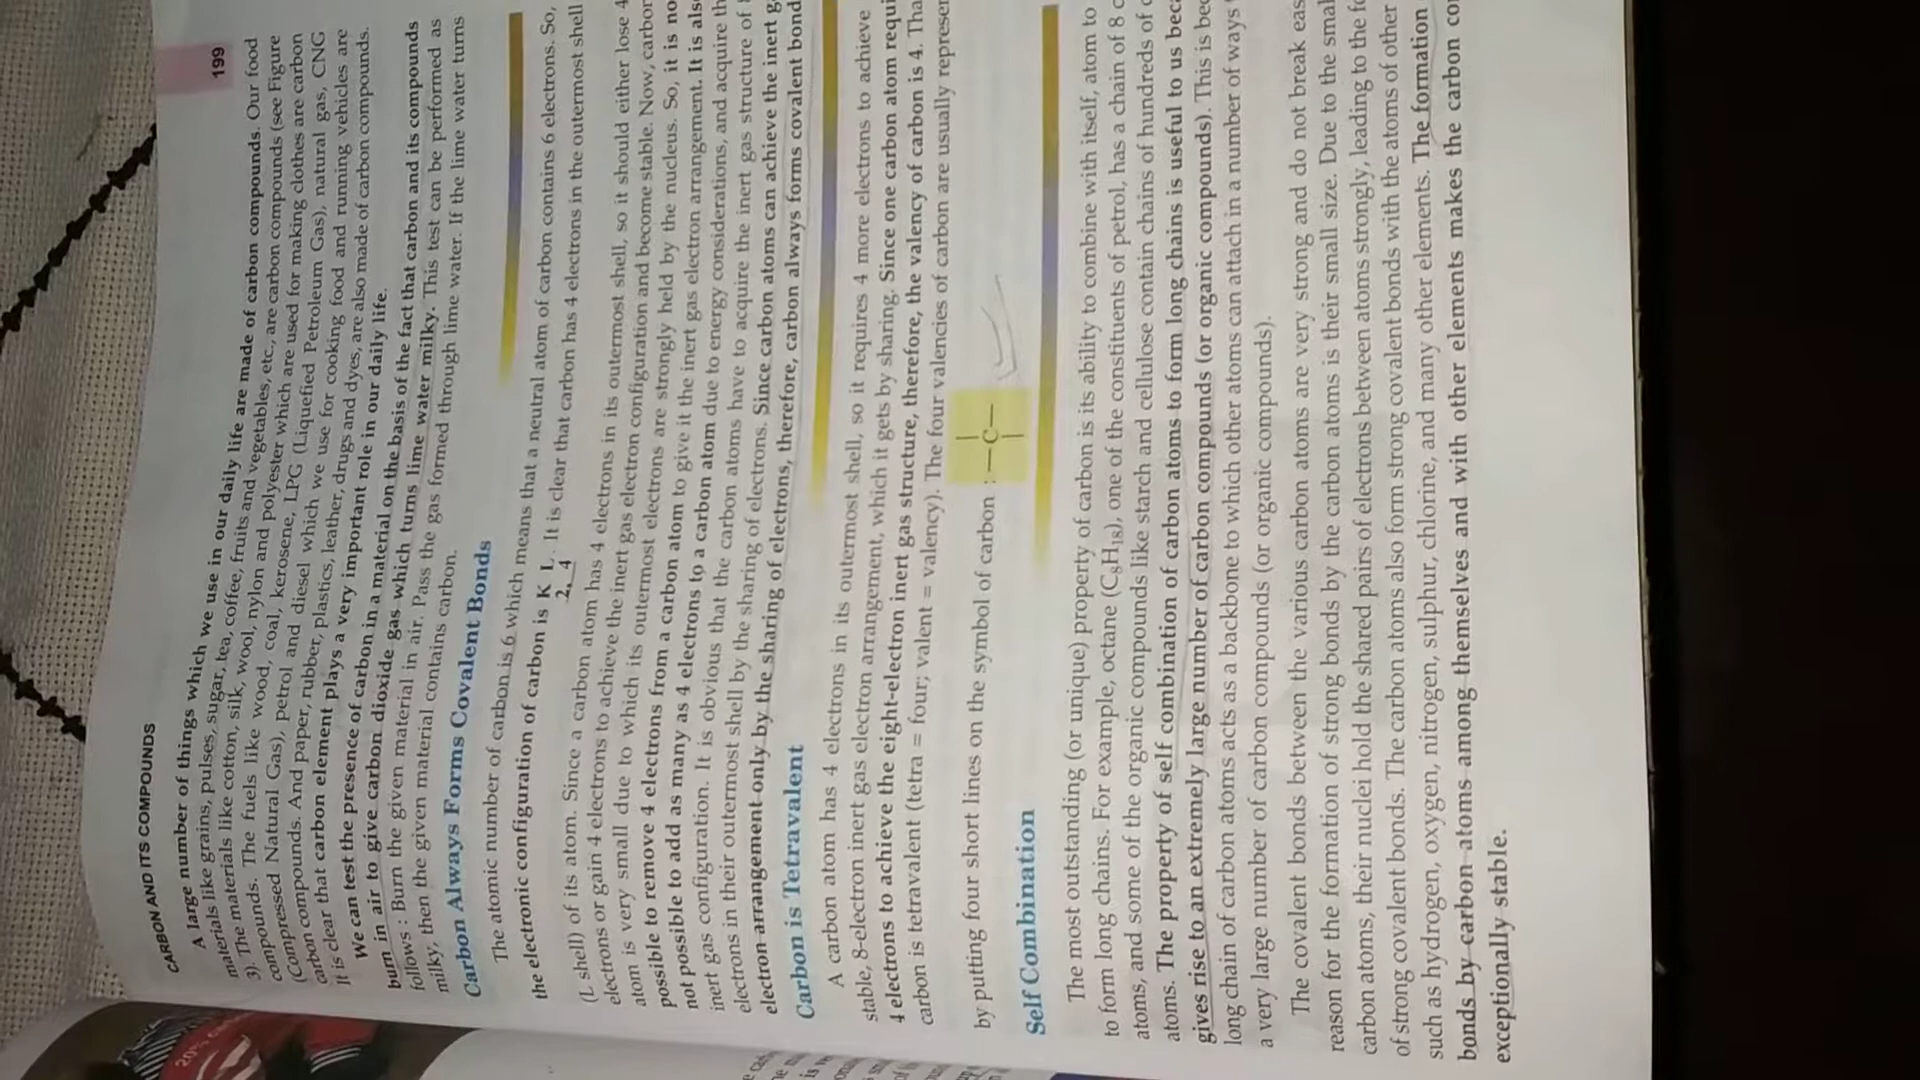 CARBON AND ITS COMPOUNDS
199
A large number of things which we use in our daily life are made of carbon compounds. Our food
materials like grains, pulses, sugar, tea, coffee, fruits and vegetables, etc., are carbon compounds (see Figure
3). The materials like cotton, silk, wool, nylon and polyester which are used for making clothes are carbon
compounds. The fuels like wood, coal, kerosene, LPG (Liquefied Petroleum Gas), natural gas, CNG
(Compressed Natural Gas), petrol and diesel which we use for cooking food and running vehicles are
carbon compounds. And paper, rubber, plastics, leather, drugs and dyes, are also made of carbon compounds.
It is clear that carbon element plays a very important role in our daily life.
We can test the presence of carbon in a material on the basis of the fact that carbon and its compounds
burn in air to give carbon dioxide gas which turns lime water milky. This test can be performed as
follows : Burn the given material in air. Pass the gas formed through lime water. If the lime water turns
milky, then the given material contains carbon.
Carbon Always Forms Covalent Bonds
The atomic number of carbon is 6 which means that a neutral atom of carbon contains 6 electrons. So,
the electronic configuration of carbon is K L . It is clear that carbon has 4 electrons in the outermost shell
2, 4
(L shell) of its atom. Since a carbon atom has 4 electrons in its outermost shell, so it should either lose 4
electrons or gain 4 electrons to achieve the inert gas electron configuration and become stable. Now, carbon
atom is very small due to which its outermost electrons are strongly held by the nucleus. So, it is no
possible to remove 4 electrons from a carbon atom to give it the inert gas electron arrangement. It is als
not possible to add as many as 4 electrons to a carbon atom due to energy considerations, and acquire th
inert gas configuration. It is obvious that the carbon atoms have to acquire the inert gas structure of
electrons in their outermost shell by the sharing of electrons. Since carbon atoms can achieve the inert g
electron arrangement only by the sharing of electrons, therefore, carbon always forms covalent bond
Carbon is Tetravalent
A carbon atom has 4 electrons in its outermost shell, so it requires 4 more electrons to achieve
stable, 8-electron inert gas electron arrangement, which it gets by sharing. Since one carbon atom requi
4 electrons to achieve the eight-electron inert gas structure, therefore, the valency of carbon is 4. Tha
carbon is tetravalent (tetra = four; valent = valency). The four valencies of carbon are usually represen
by putting four short lines on the symbol of carbon : —C—
Self Combination
The most outstanding (or unique) property of carbon is its ability to combine with itself, atom to
to form long chains. For example, octane (C8H18), one of the constituents of petrol, has a chain of 8 c
atoms, and some of the organic compounds like starch and cellulose contain chains of hundreds of c
atoms. The property of self combination of carbon atoms to form long chains is useful to us beca
gives rise to an extremely large number of carbon compounds (or organic compounds). This is bec
long chain of carbon atoms acts as a backbone to which other atoms can attach in a number of ways
a very large number of carbon compounds (or organic compounds).
The covalent bonds between the various carbon atoms are very strong and do not break eas
reason for the formation of strong bonds by the carbon atoms is their small size. Due to the smal
carbon atoms, their nuclei hold the shared pairs of electrons between atoms strongly, leading to the fo
of strong covalent bonds. The carbon atoms also form strong covalent bonds with the atoms of other
such as hydrogen, oxygen, nitrogen, sulphur, chlorine, and many other elements. The formation
bonds by carbon atoms among themselves and with other elements makes the carbon co
exceptionally stable.